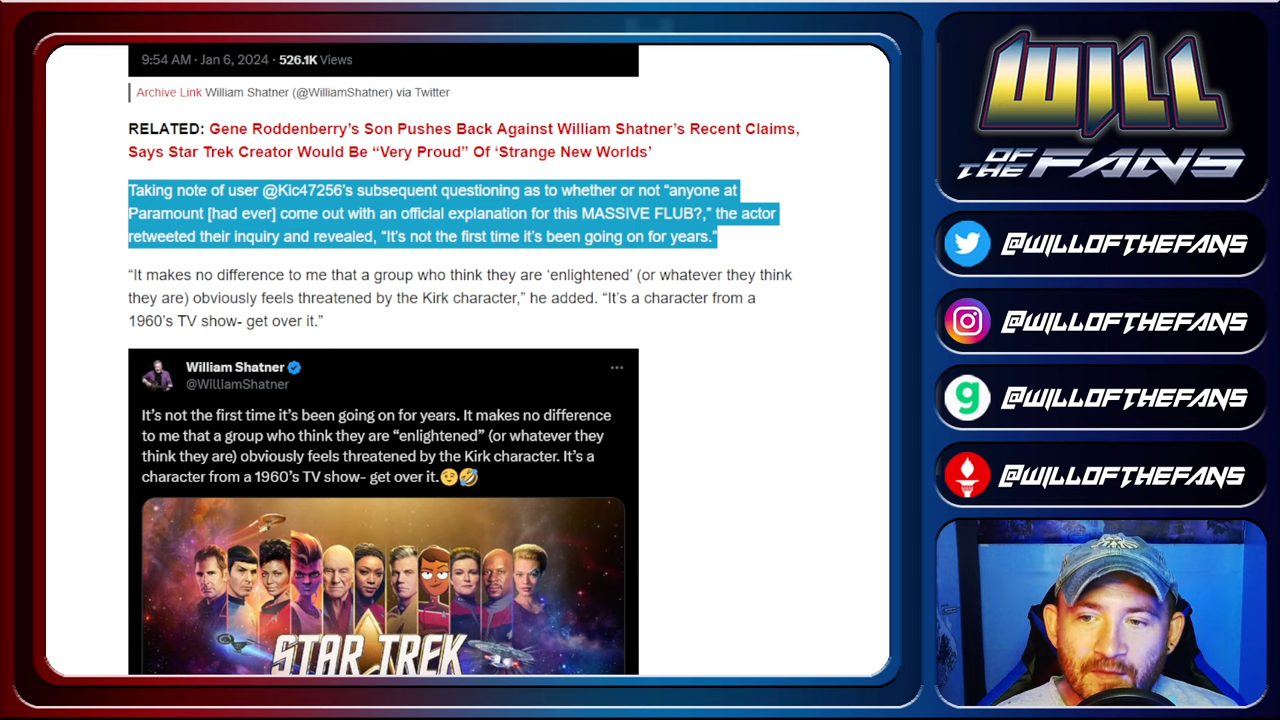 9:54 AM · Jan 6, 2024 · 526.1K Views
Archive Link William Shatner (@WilliamShatner) via Twitter
RELATED: Gene Roddenberry’s Son Pushes Back Against William Shatner’s Recent Claims,
Says Star Trek Creator Would Be “Very Proud” Of ‘Strange New Worlds’
Taking note of user @Kic47256’s subsequent questioning as to whether or not “anyone at
Paramount [had ever] come out with an official explanation for this MASSIVE FLUB?,” the actor
retweeted their inquiry and revealed, “It’s not the first time it’s been going on for years.”
“It makes no difference to me that a group who think they are ‘enlightened’ (or whatever they think
they are) obviously feels threatened by the Kirk character,” he added. “It’s a character from a
1960’s TV show- get over it.”
William Shatner
@WilliamShatner
It’s not the first time it’s been going on for years. It makes no difference
to me that a group who think they are “enlightened” (or whatever they
think they are) obviously feels threatened by the Kirk character. It’s a
character from a 1960’s TV show- get over it.😉🤣
STAR TREK
WILL
OF THE FANS
@WILLOFTHEFANS
@WILLOFTHEFANS
@WILLOFTHEFANS
@WILLOFTHEFANS